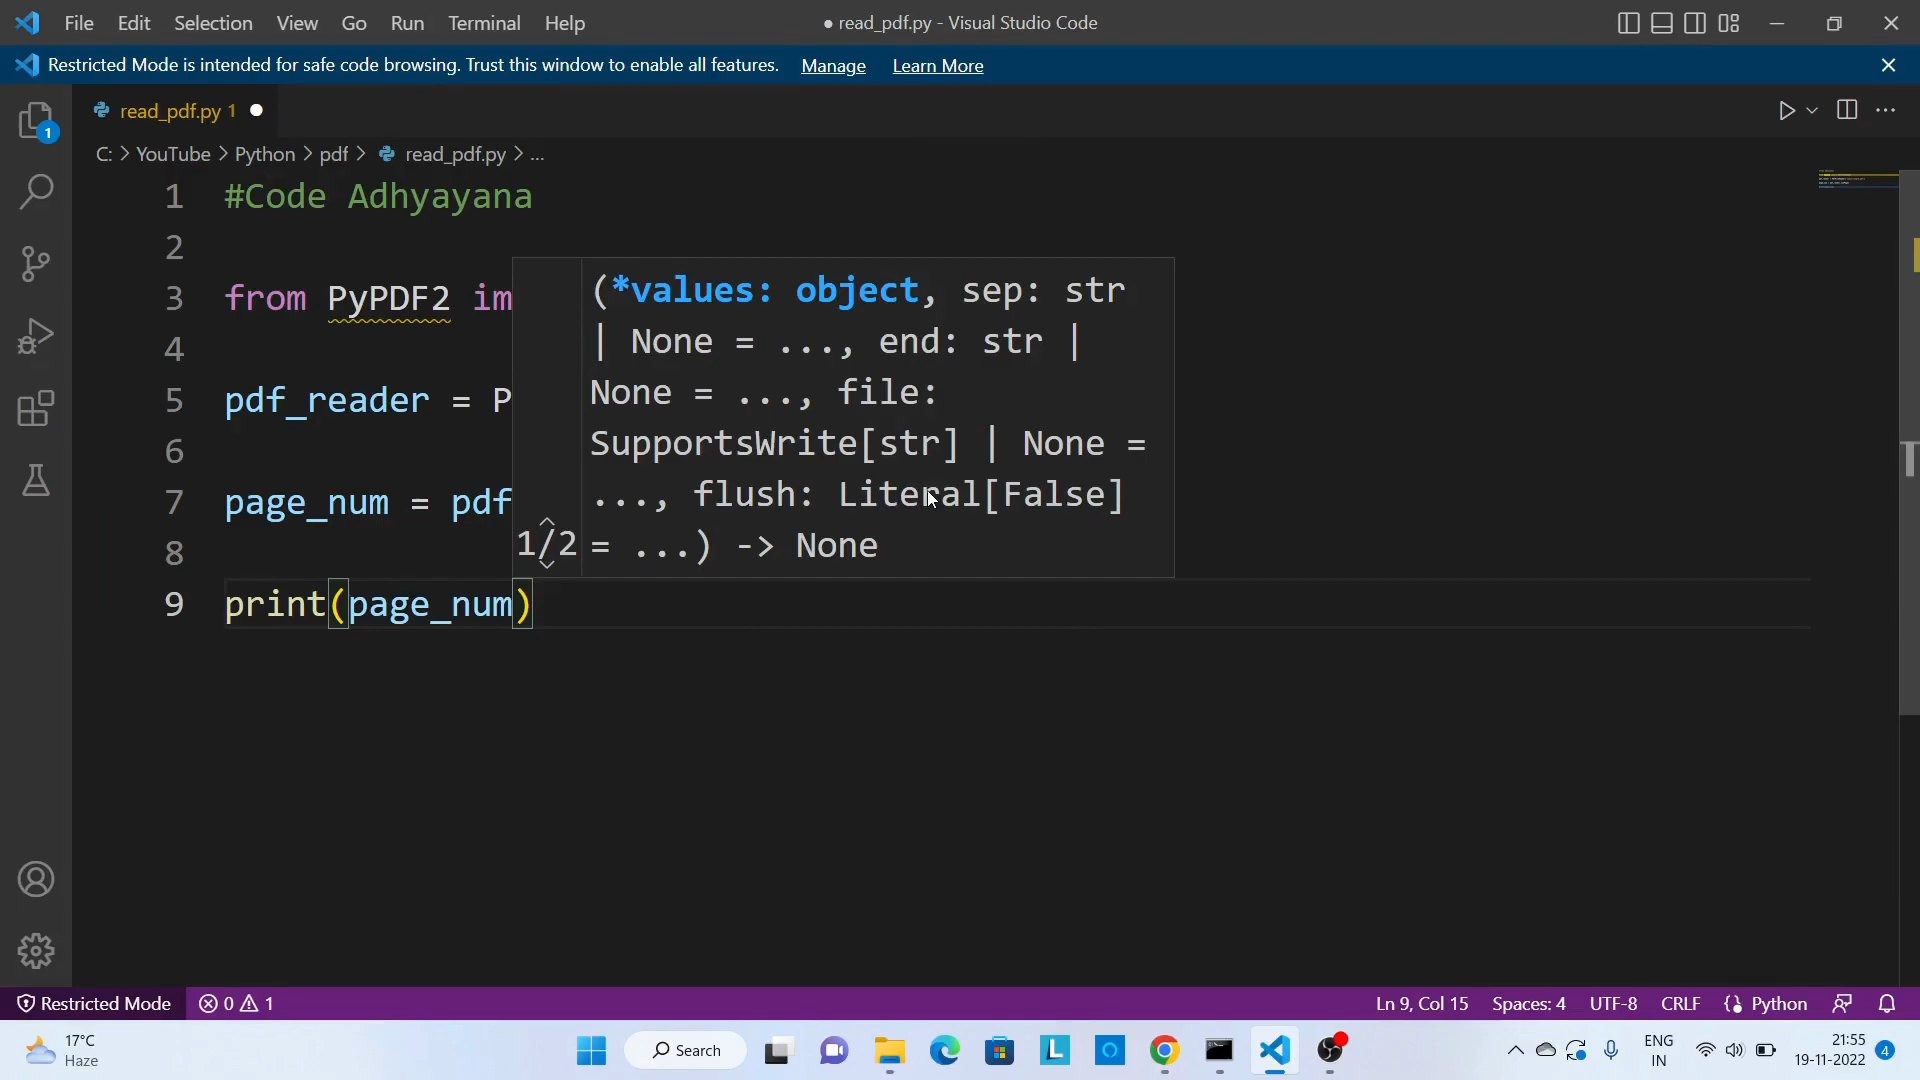 File Edit Selection View Go Run Terminal Help ● read_pdf.py - Visual Studio Code
Restricted Mode is intended for safe code browsing. Trust this window to enable all features. Manage Learn More
read_pdf.py 1
C: > YouTube > Python > pdf > read_pdf.py > ...
1 #Code Adhyayana
2
3 from PyPDF2 im
4
5 pdf_reader = P
6
7 page_num = pdf
8
9 print(page_num)
(*values: object, sep: str
| None = ..., end: str |
None = ..., file:
SupportsWrite[str] | None =
..., flush: Literal[False]
1/2 = ...) -> None
1
Restricted Mode 0 1 Ln 9, Col 15 Spaces: 4 UTF-8 CRLF Python
17°C
Haze
Search
ENG
IN
21:55
19-11-2022
4